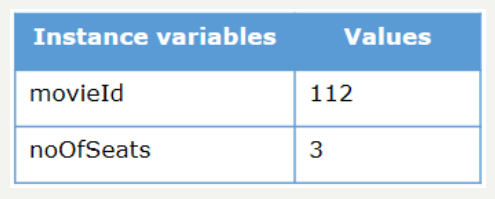 Instance variables Values
movieId 112
noOfSeats 3